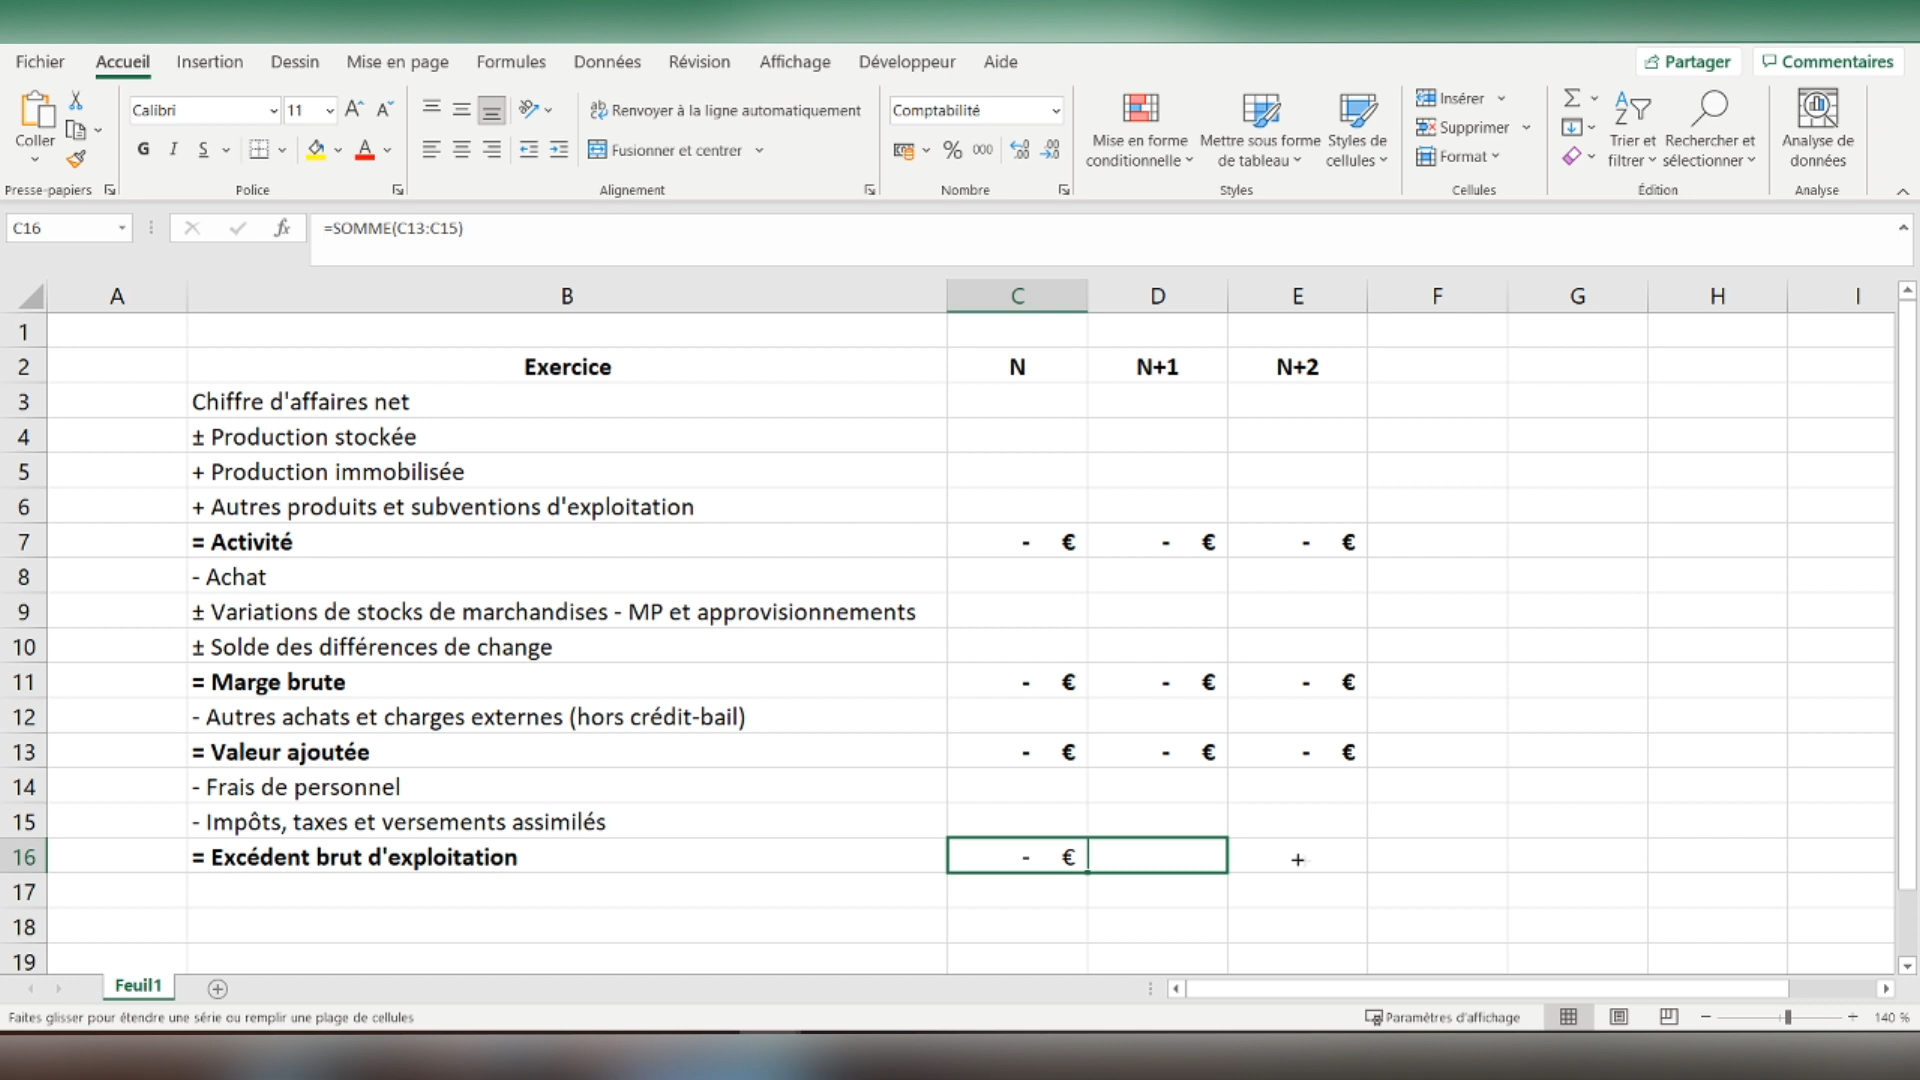 Fichier Accueil Insertion Dessin Mise en page Formules Données Révision Affichage Développeur Aide Partager Commentaires
Coller
Calibri 11
Renvoyer à la ligne automatiquement
Comptabilité
Mise en forme conditionnelle
Mettre sous forme de tableau
Styles de cellules
Insérer
Supprimer
Format
Trier et filtrer
Rechercher et sélectionner
Analyse de données
G I S
Fusionner et centrer
% 000
Presse-papiers Police Alignement Nombre Styles Cellules Édition Analyse
C16 fx =SOMME(C13:C15)
A B C D E F G H I
1
2 Exercice N N+1 N+2
3 Chiffre d'affaires net
4 ± Production stockée
5 + Production immobilisée
6 + Autres produits et subventions d'exploitation
7 = Activité - € - € - €
8 - Achat
9 ± Variations de stocks de marchandises - MP et approvisionnements
10 ± Solde des différences de change
11 = Marge brute - € - € - €
12 - Autres achats et charges externes (hors crédit-bail)
13 = Valeur ajoutée - € - € - €
14 - Frais de personnel
15 - Impôts, taxes et versements assimilés
16 = Excédent brut d'exploitation - €
17
18
19
Feuil1
Faites glisser pour étendre une série ou remplir une plage de cellules Paramètres d'affichage 140 %